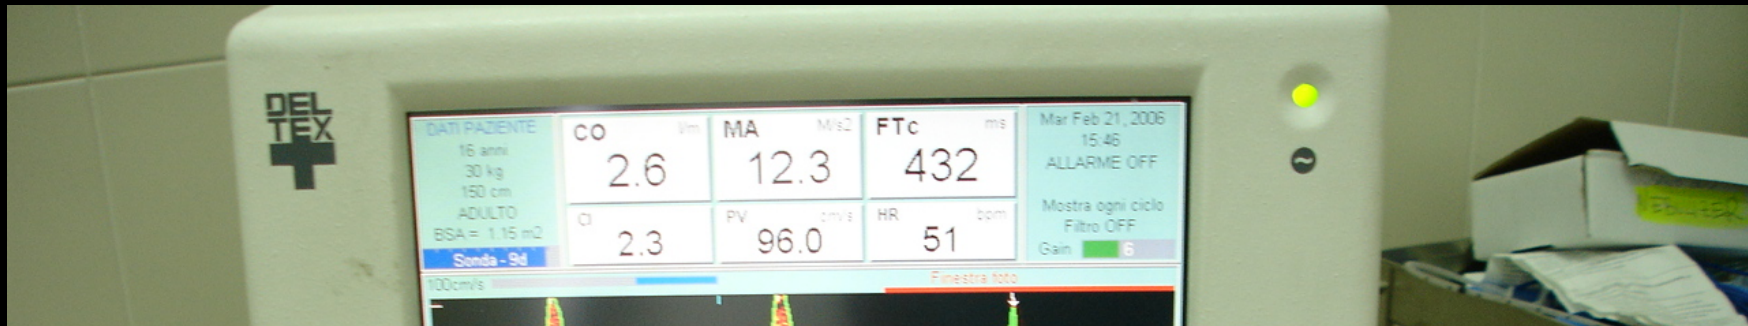 DEL
TEX
DATI PAZIENTE
16 anni
30 kg
150 cm
ADULTO
BSA = 1.15 m2
Sonda - 9d
CO l/m
2.6
MA M/s2
12.3
FTc ms
432
CI
2.3
PV cm/s
96.0
HR bpm
51
Mar Feb 21, 2006
15:46
ALLARME OFF
Mostra ogni ciclo
Filtro OFF
Gain 6
100cm/s
Finestra foto